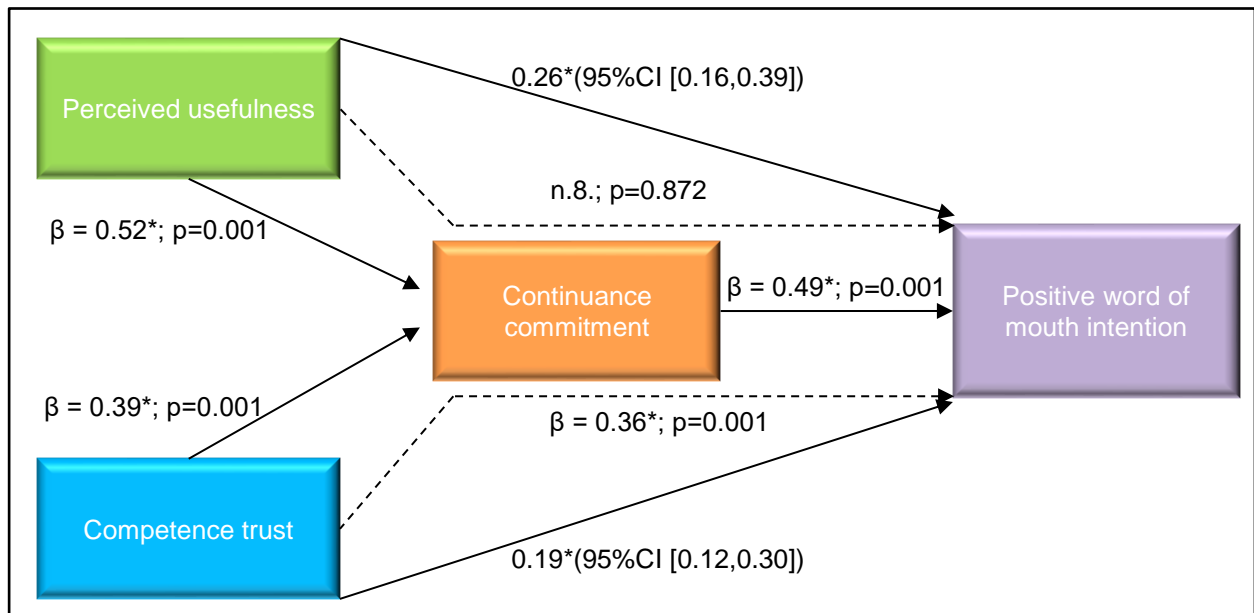 Perceived usefulness
0.26*(95%CI [0.16,0.39])
n.8.; p=0.872
β = 0.52*; p=0.001
Continuance
commitment
β = 0.49*; p=0.001
Positive word of
mouth intention
β = 0.39*; p=0.001
β = 0.36*; p=0.001
Competence trust
0.19*(95%CI [0.12,0.30])